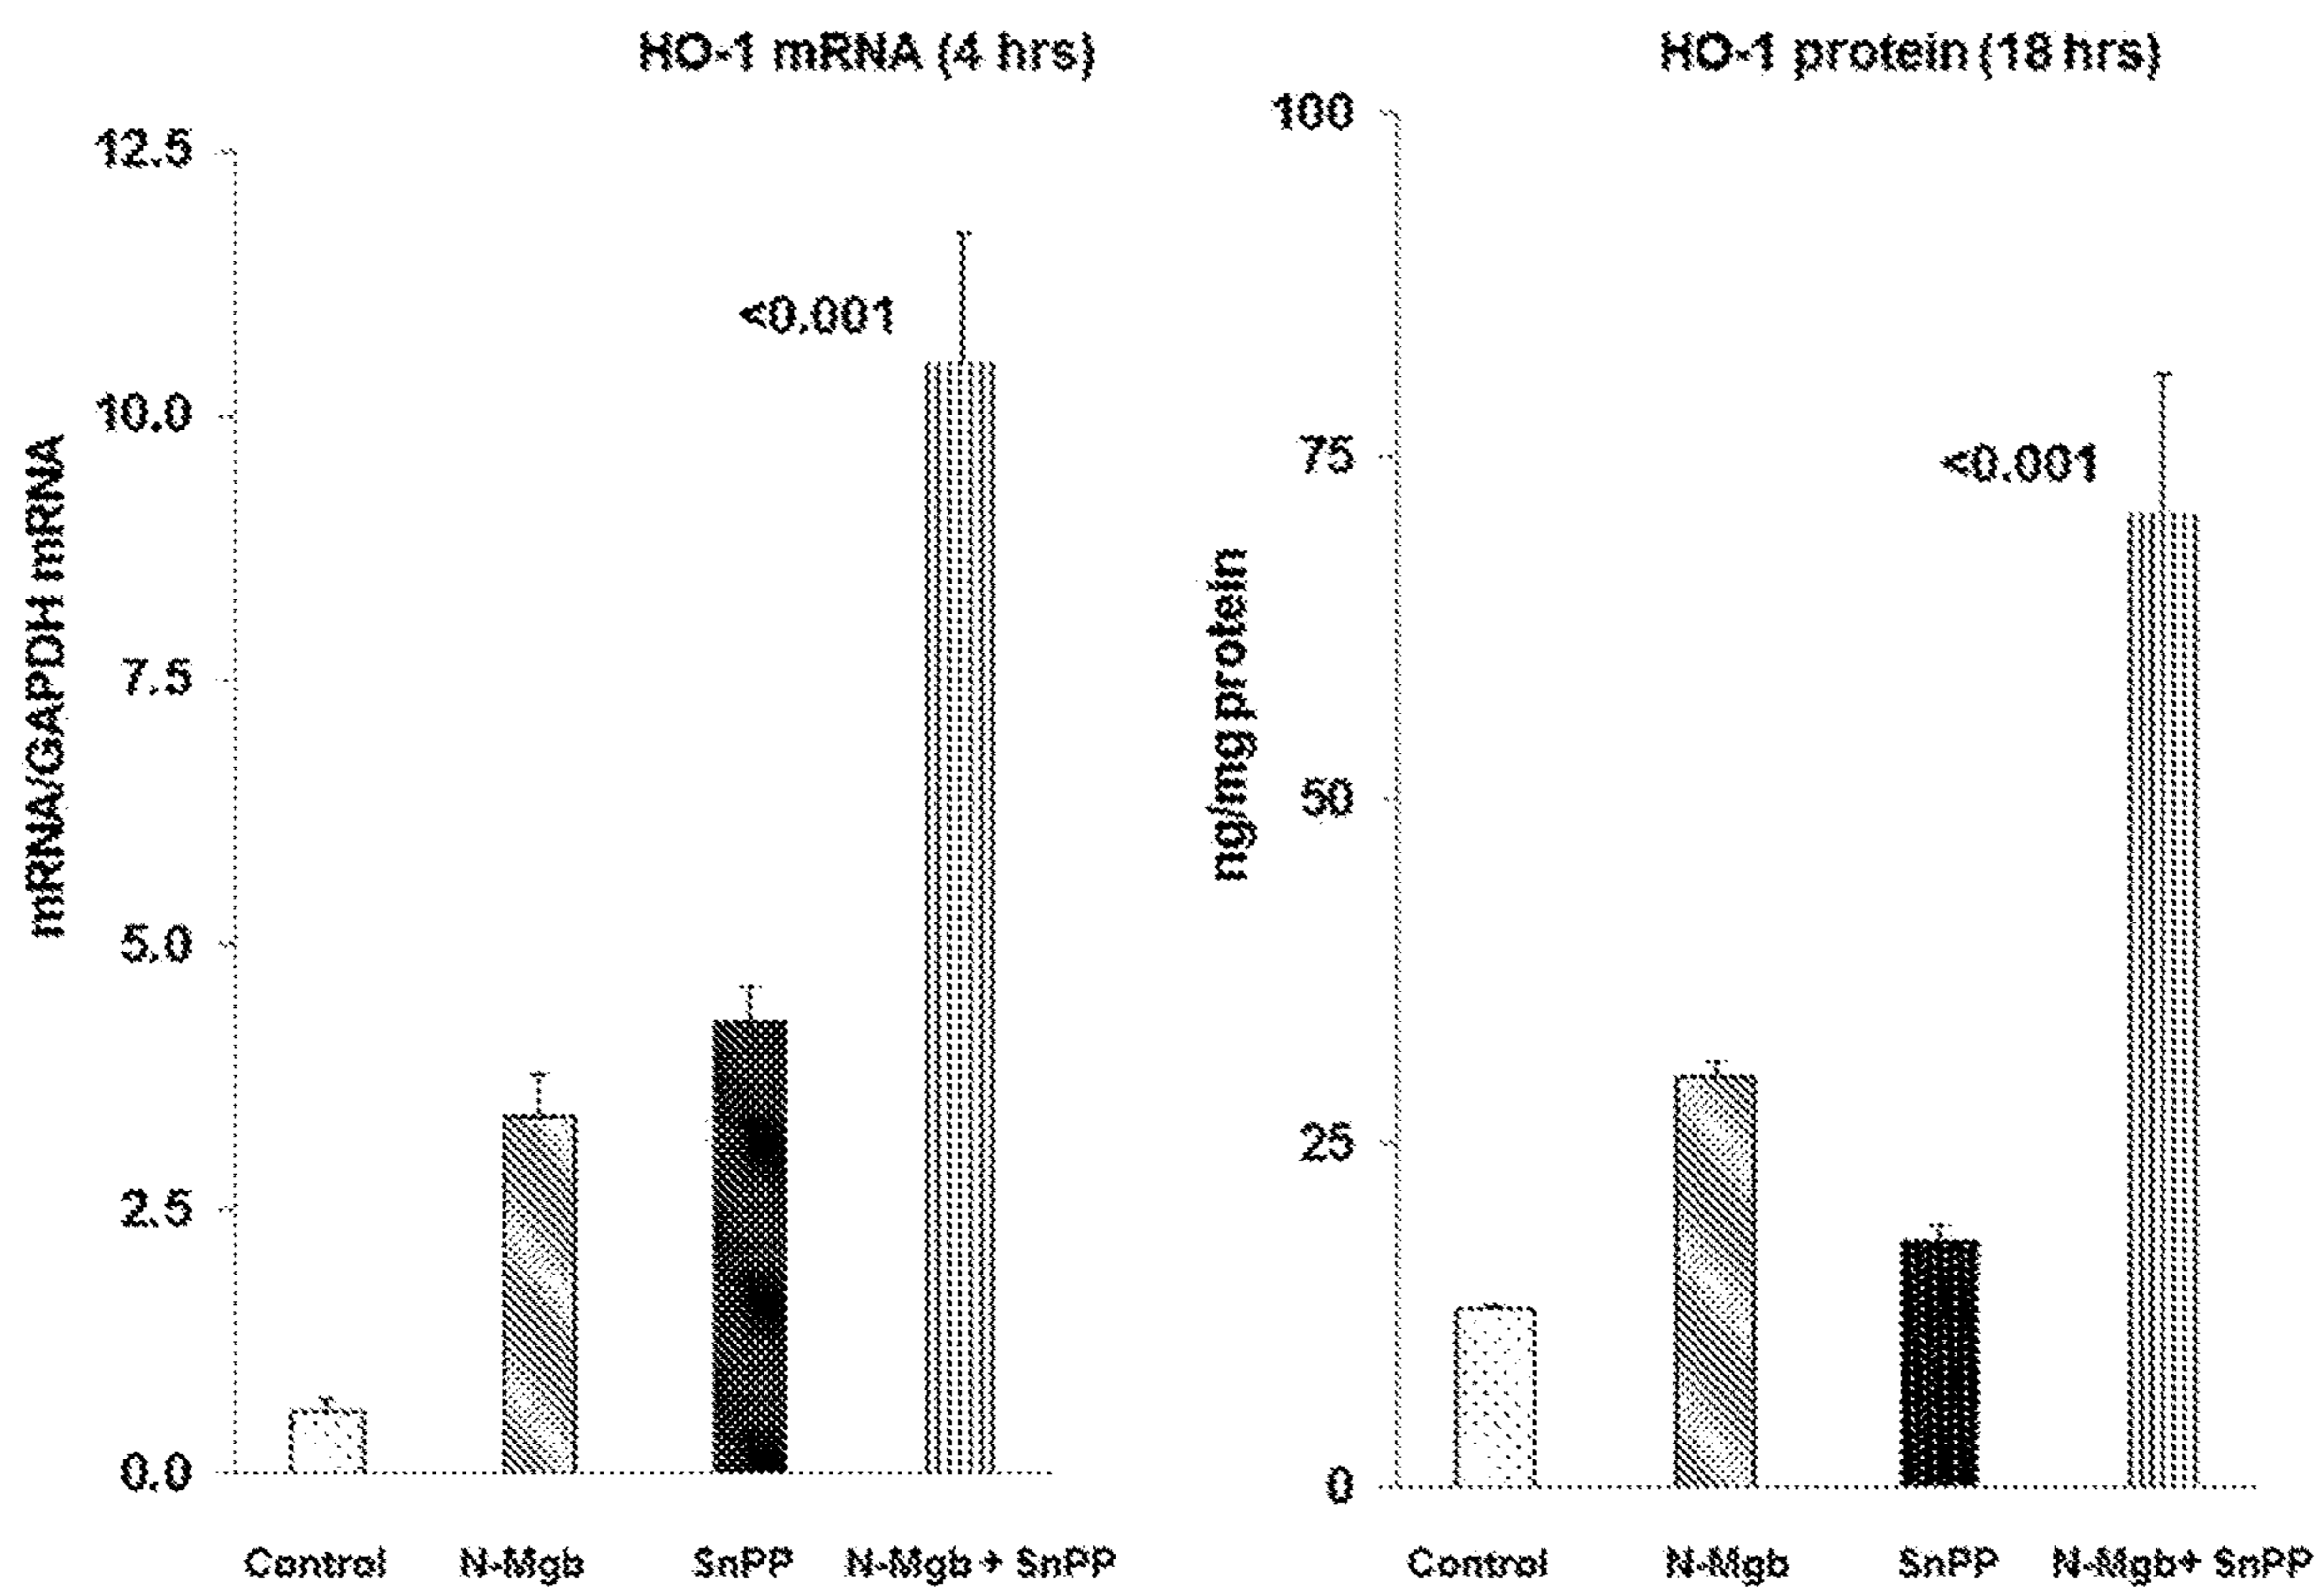 HO-1 mRNA (4 hrs)
mRNA/GAPDH mRNA
12.5
10.0
7.5
5.0
2.5
0.0
<0.001
Control N-Mgb SnPP N-Mgb + SnPP
HO-1 protein (18 hrs)
ng/mg protein
100
75
50
25
0
<0.001
Control N-Mgb SnPP N-Mgb+ SnPP